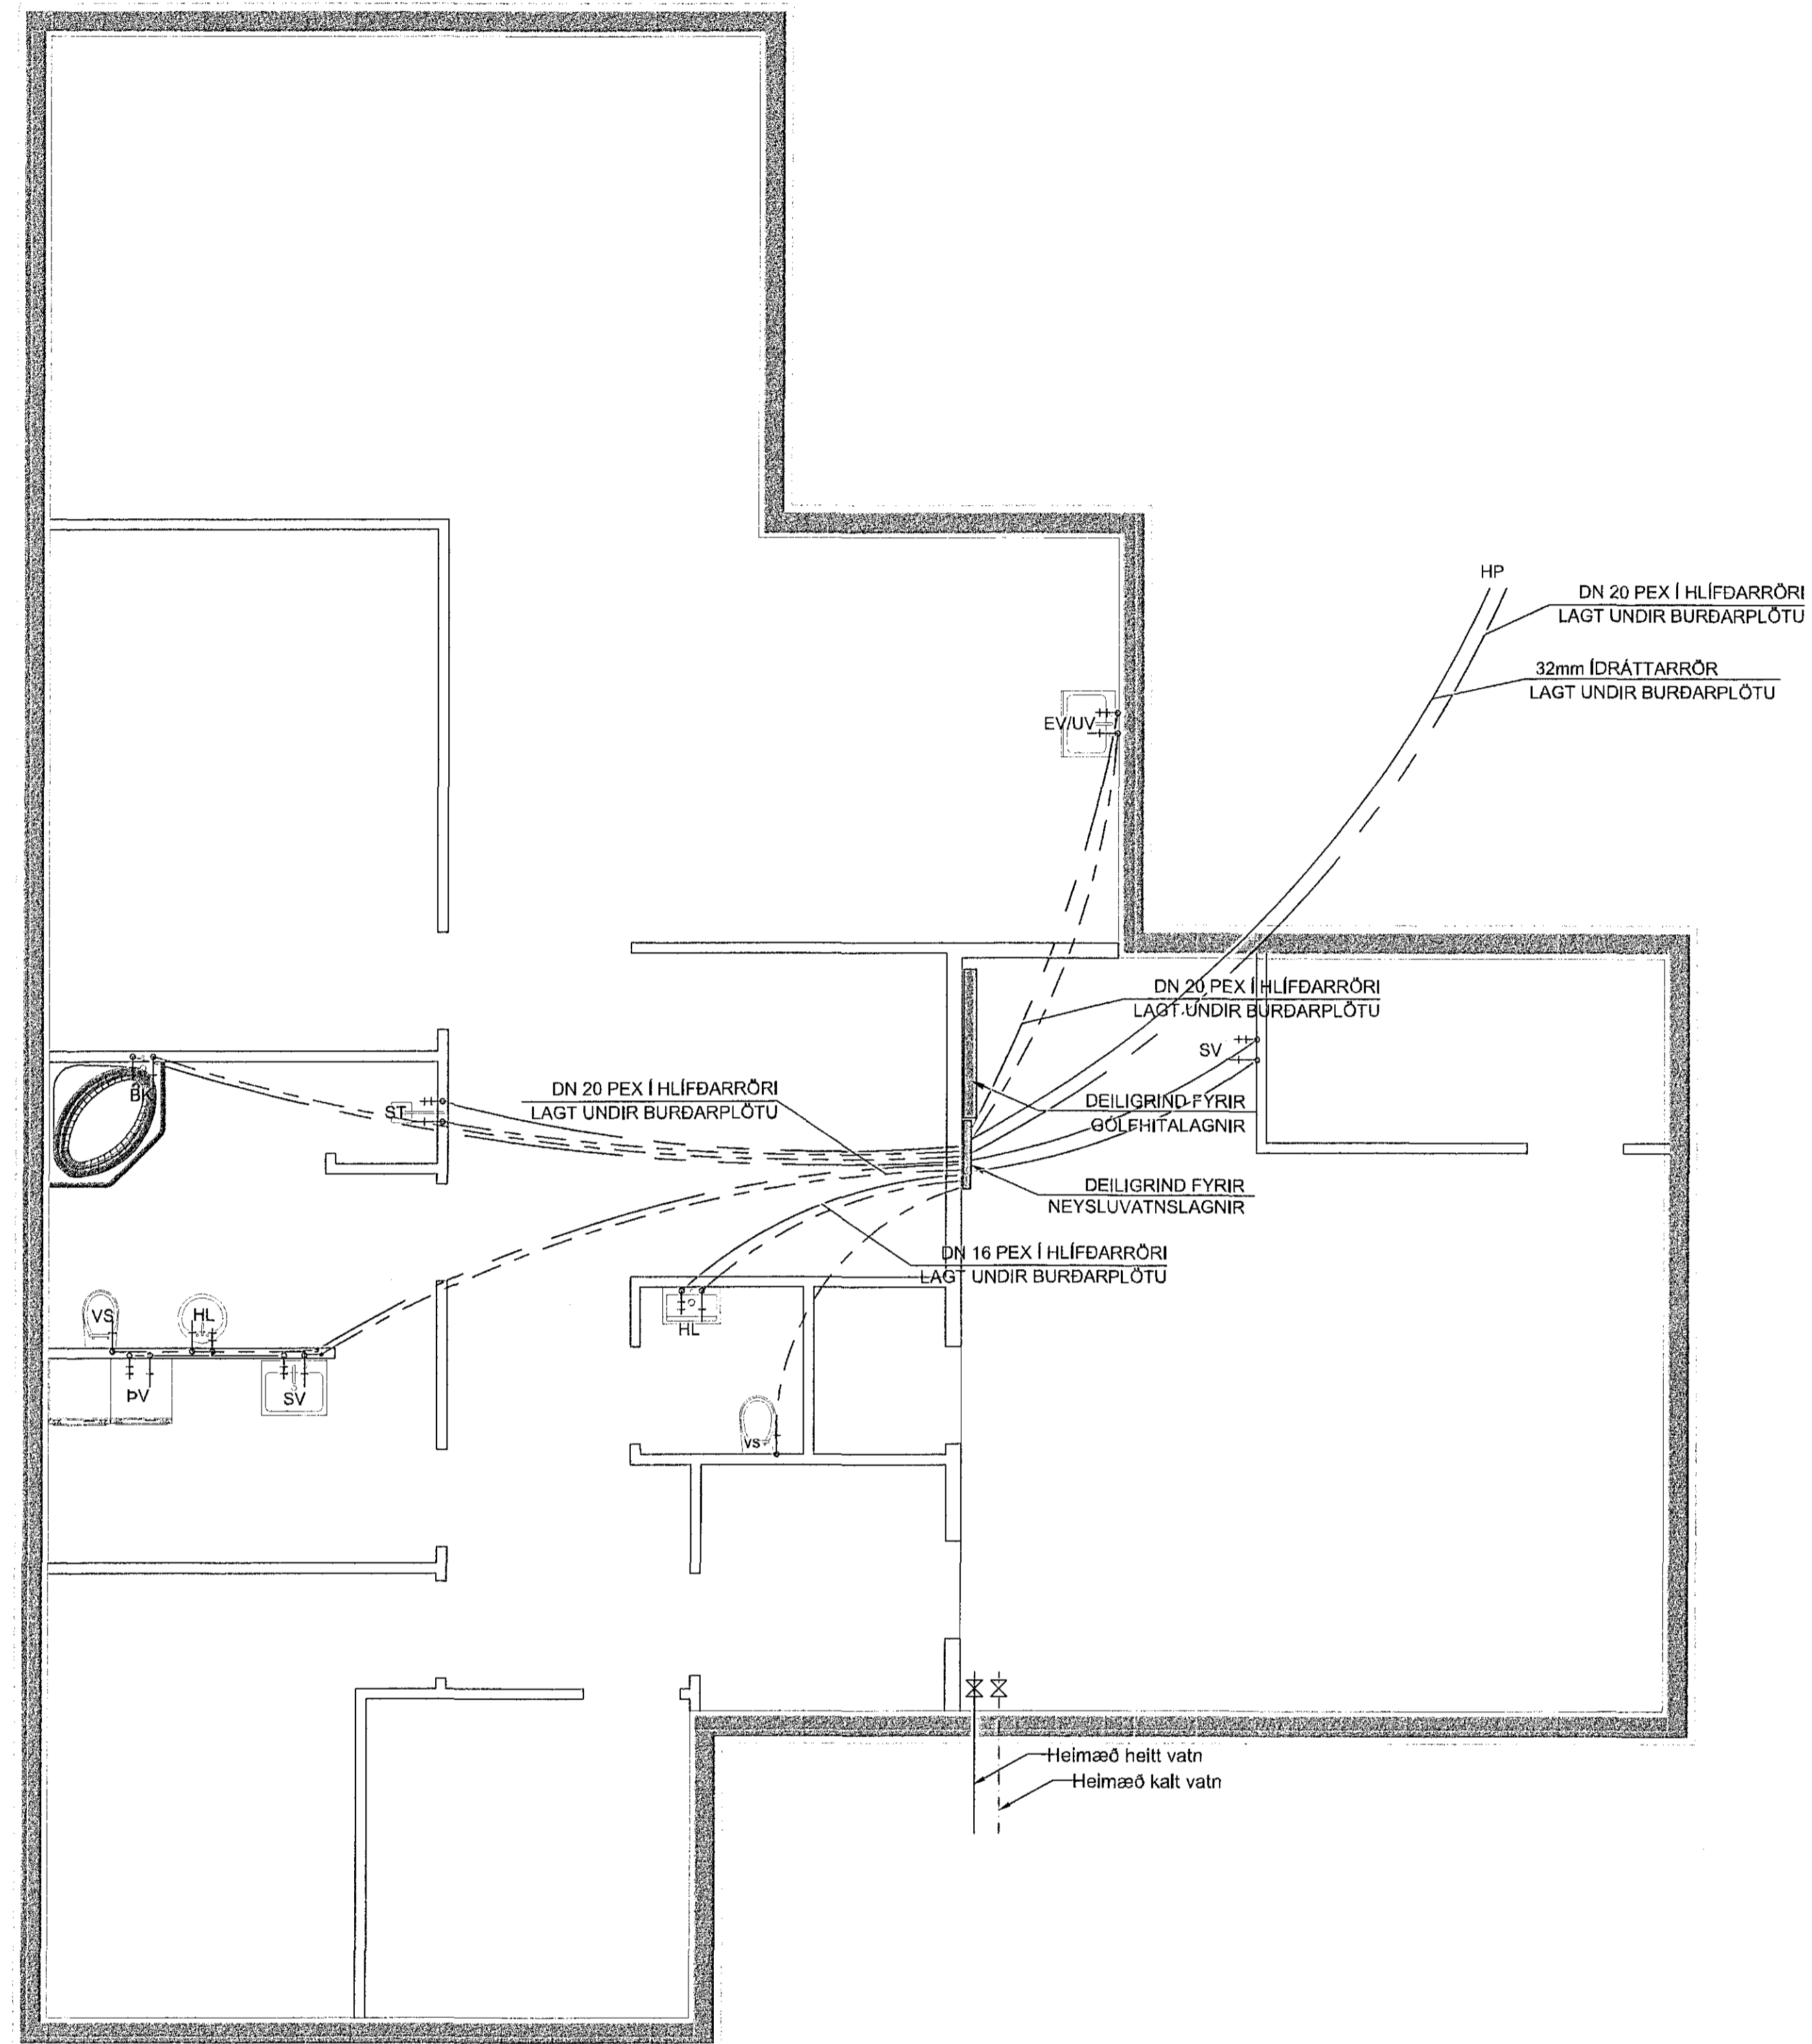 HP
DN 20 PEX Í HLÍFÐARRÖRI
LAGT UNDIR BURÐARPLÖTU
32mm ÍDRÁTTARRÖR
LAGT UNDIR BURÐARPLÖTU
EV/UV
DN 20 PEX Í HLÍFÐARRÖRI
LAGT UNDIR BURÐARPLÖTU
SV
DN 20 PEX Í HLÍFÐARRÖRI
LAGT UNDIR BURÐARPLÖTU
BK
ST
DEILIGRIND FYRIR
GÓLFHITALAGNIR
DEILIGRIND FYRIR
NEYSLUVATNSLAGNIR
DN 16 PEX Í HLÍFÐARRÖRI
LAGT UNDIR BURÐARPLÖTU
VS
HL
HL
ÞV
SV
VS
Heimæð heitt vatn
Heimæð kalt vatn